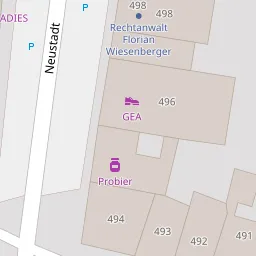 498
498
Rechtanwalt
Florian
Wiesenberger
ADIES
P
P
Neustadt
496
GEA
Probier
494
493
492
491